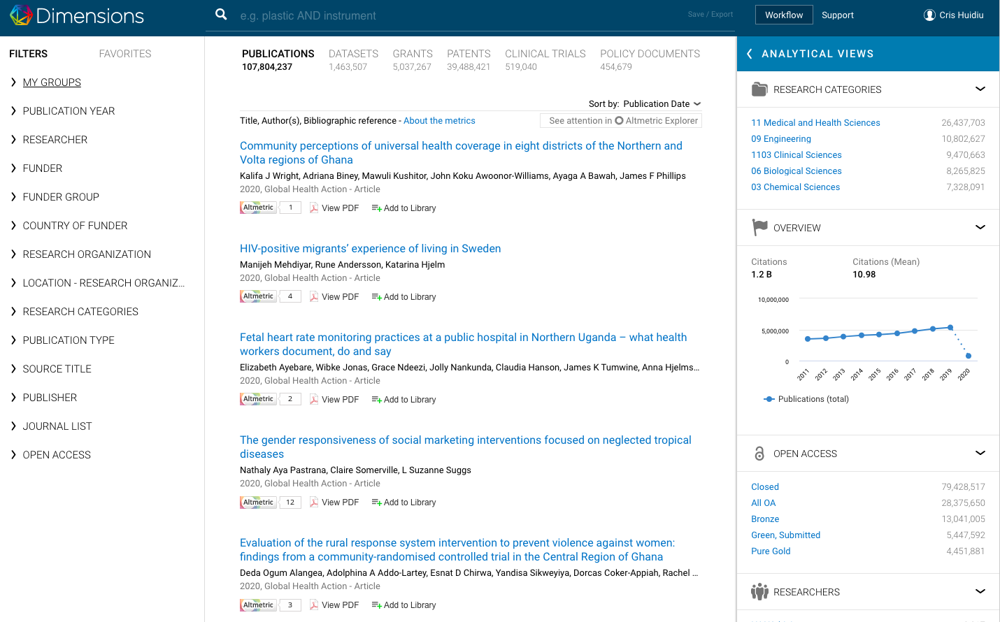 Dimensions
e.g. plastic AND instrument
Save / Export
Workflow
Support
Cris Huidiu
FILTERS
FAVORITES
MY GROUPS
PUBLICATION YEAR
RESEARCHER
FUNDER
FUNDER GROUP
COUNTRY OF FUNDER
RESEARCH ORGANIZATION
LOCATION - RESEARCH ORGANIZ...
RESEARCH CATEGORIES
PUBLICATION TYPE
SOURCE TITLE
PUBLISHER
JOURNAL LIST
OPEN ACCESS
PUBLICATIONS DATASETS GRANTS PATENTS CLINICAL TRIALS POLICY DOCUMENTS
107,804,237 1,463,507 5,037,267 39,488,421 519,040 454,679
Sort by: Publication Date
Title, Author(s), Bibliographic reference - About the metrics
See attention in Altmetric Explorer
Community perceptions of universal health coverage in eight districts of the Northern and
Volta regions of Ghana
Kalifa J Wright, Adriana Biney, Mawuli Kushitor, John Koku Awoonor-Williams, Ayaga A Bawah, James F Phillips
2020, Global Health Action - Article
Altmetric 1 View PDF Add to Library
HIV-positive migrants’ experience of living in Sweden
Manijeh Mehdiyar, Rune Andersson, Katarina Hjelm
2020, Global Health Action - Article
Altmetric 4 View PDF Add to Library
Fetal heart rate monitoring practices at a public hospital in Northern Uganda – what health
workers document, do and say
Elizabeth Ayebare, Wibke Jonas, Grace Ndeezi, Jolly Nankunda, Claudia Hanson, James K Tumwine, Anna Hjelms...
2020, Global Health Action - Article
Altmetric 2 View PDF Add to Library
The gender responsiveness of social marketing interventions focused on neglected tropical
diseases
Nathaly Aya Pastrana, Claire Somerville, L Suzanne Suggs
2020, Global Health Action - Article
Altmetric 12 View PDF Add to Library
Evaluation of the rural response system intervention to prevent violence against women:
findings from a community-randomised controlled trial in the Central Region of Ghana
Deda Ogum Alangea, Adolphina A Addo-Lartey, Esnat D Chirwa, Yandisa Sikweyiya, Dorcas Coker-Appiah, Rachel ...
2020, Global Health Action - Article
Altmetric 3 View PDF Add to Library
ANALYTICAL VIEWS
RESEARCH CATEGORIES
11 Medical and Health Sciences 26,437,703
09 Engineering 10,802,627
1103 Clinical Sciences 9,470,663
06 Biological Sciences 8,265,825
03 Chemical Sciences 7,328,091
OVERVIEW
Citations Citations (Mean)
1.2 B 10.98
10,000,000
5,000,000
0
2011 2012 2013 2014 2015 2016 2017 2018 2019 2020
Publications (total)
OPEN ACCESS
Closed 79,428,517
All OA 28,375,650
Bronze 13,041,005
Green, Submitted 5,447,592
Pure Gold 4,451,881
RESEARCHERS